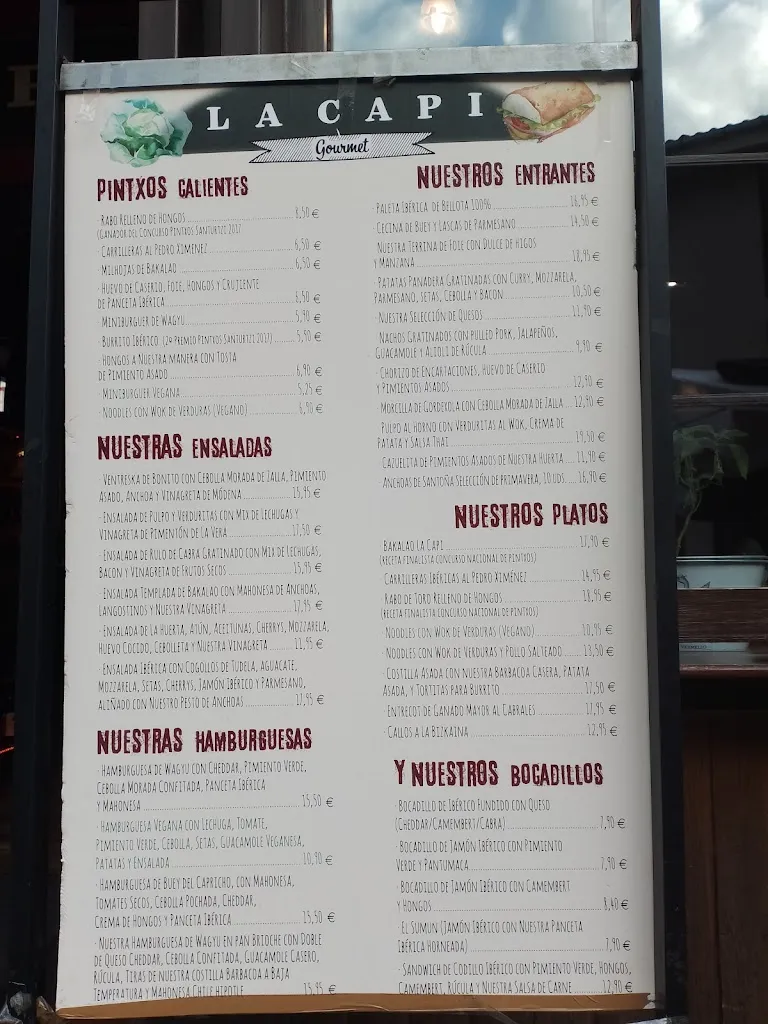 LA CAPI
Gourmet
PINTXOS CALIENTES
· RABO RELLENO DE HONGOS 8,50 €
(GANADOR DEL CONCURSO PINTXOS SANTURTZI 2017
· CARRILLERAS AL PEDRO XIMENEZ 6,50 €
· MILHOJAS DE BAKALAO 6,50 €
· HUEVO DE CASERIO, FOIE, HONGOS Y CRUJIENTE
DE PANCETA IBÉRICA 6,50 €
· MINIBURGUER DE WAGYU 5,90 €
· BURRITO IBÉRICO (2º PREMIO PINTXOS SANTURTZI 2017) 5,90 €
· HONGOS A NUESTRA MANERA CON TOSTA
DE PIMIENTO ASADO 6,90 €
· MINIBURGUER VEGANA 5,25 €
· NOODLES CON WOK DE VERDURAS (VEGANO) 6,90 €
NUESTRAS ENSALADAS
· VENTRESKA DE BONITO CON CEBOLLA MORADA DE ZALLA, PIMIENTO
ASADO, ANCHOA Y VINAGRETA DE MÓDENA 15,95 €
· ENSALADA DE PULPO Y VERDURITAS CON MIX DE LECHUGAS Y
VINAGRETA DE PIMENTÓN DE LA VERA 17,50 €
· ENSALADA DE RULO DE CABRA GRATINADO CON MIX DE LECHUGAS,
BACON Y VINAGRETA DE FRUTOS SECOS 15,95 €
· ENSALADA TEMPLADA DE BAKALAO CON MAHONESA DE ANCHOAS,
LANGOSTINOS Y NUESTRA VINAGRETA 17,95 €
· ENSALADA DE LA HUERTA, ATÚN, ACEITUNAS, CHERRYS, MOZZARELA,
HUEVO COCIDO, CEBOLLETA Y NUESTRA VINAGRETA 11,95 €
· ENSALADA IBÉRICA CON COGOLLOS DE TUDELA, AGUACATE,
MOZZARELA, SETAS, CHERRYS, JAMÓN IBÉRICO Y PARMESANO,
ALIÑADO CON NUESTRO PESTO DE ANCHOAS 17,95 €
NUESTRAS HAMBURGUESAS
· HAMBURGUESA DE WAGYU CON CHEDDAR, PIMIENTO VERDE,
CEBOLLA MORADA CONFITADA, PANCETA IBÉRICA
Y MAHONESA 15,50 €
· HAMBURGUESA VEGANA CON LECHUGA, TOMATE,
PIMIENTO VERDE, CEBOLLA, SETAS, GUACAMOLE VEGANESA,
PATATAS Y ENSALADA 10,90 €
· HAMBURGUESA DE BUEY DEL CAPRICHO, CON MAHONESA,
TOMATES SECOS, CEBOLLA POCHADA, CHEDDAR,
CREMA DE HONGOS Y PANCETA IBÉRICA 15,50 €
· NUESTRA HAMBURGUESA DE WAGYU EN PAN BRIOCHE CON DOBLE
DE QUESO CHEDDAR, CEBOLLA CONFITADA, GUACAMOLE CASERO,
RÚCULA, TIRAS DE NUESTRA COSTILLA BARBACOA A BAJA
TEMPERATURA Y MAHONESA CHILE HIPOTLE 15,95 €
NUESTROS ENTRANTES
· PALETA IBÉRICA DE BELLOTA 100% 18,95 €
· CECINA DE BUEY Y LASCAS DE PARMESANO 14,50 €
· NUESTRA TERRINA DE FOIE CON DULCE DE HIGOS
Y MANZANA 18,95 €
· PATATAS PANADERA GRATINADAS CON CURRY, MOZZARELA,
PARMESANO, SETAS, CEBOLLA Y BACON 10,50 €
· NUESTRA SELECCIÓN DE QUESOS 11,90 €
· NACHOS GRATINADOS CON PULLED PORK, JALAPEÑOS,
GUACAMOLE Y ALIOLI DE RÚCULA 9,90 €
· CHORIZO DE ENCARTACIONES, HUEVO DE CASERIO
Y PIMIENTOS ASADOS 12,90 €
· MORCILLA DE GORDEXOLA CON CEBOLLA MORADA DE ZALLA 12,90 €
· PULPO AL HORNO CON VERDURITAS AL WOK, CREMA DE
PATATA Y SALSA THAI 19,50 €
· CAZUELITA DE PIMIENTOS ASADOS DE NUESTRA HUERTA 11,90 €
· ANCHOAS DE SANTOÑA SELECCIÓN DE PRIMAVERA, 10 UDS. 16,90 €
NUESTROS PLATOS
· BAKALAO LA CAPI 17,90 €
(RECETA FINALISTA CONCURSO NACIONAL DE PINTXOS)
· CARRILLERAS IBÉRICAS AL PEDRO XIMÉNEZ 14,95 €
· RABO DE TORO RELLENO DE HONGOS 18,95 €
(RECETA FINALISTA CONCURSO NACIONAL DE PINTXOS)
· NOODLES CON WOK DE VERDURAS (VEGANO) 10,95 €
· NOODLES CON WOK DE VERDURAS Y POLLO SALTEADO 13,50 €
· COSTILLA ASADA CON NUESTRA BARBACOA CASERA, PATATA
ASADA, Y TORTITAS PARA BURRITO 17,50 €
· ENTRECOT DE GANADO MAYOR AL CABRALES 17,95 €
· CALLOS A LA BIZKAINA 12,95 €
Y NUESTROS BOCADILLOS
· BOCADILLO DE IBÉRICO FUNDIDO CON QUESO
(CHEDDAR/CAMEMBERT/CABRA) 7,90 €
· BOCADILLO DE JAMÓN IBÉRICO CON PIMIENTO
VERDE Y PANTUMACA 7,90 €
· BOCADILLO DE JAMÓN IBÉRICO CON CAMEMBERT
Y HONGOS 8,40 €
· EL SUMUN (JAMÓN IBÉRICO CON NUESTRA PANCETA
IBÉRICA HORNEADA) 7,90 €
· SANDWICH DE CODILLO IBÉRICO CON PIMIENTO VERDE, HONGOS,
CAMEMBERT, RÚCULA Y NUESTRA SALSA DE CARNE 12,90 €